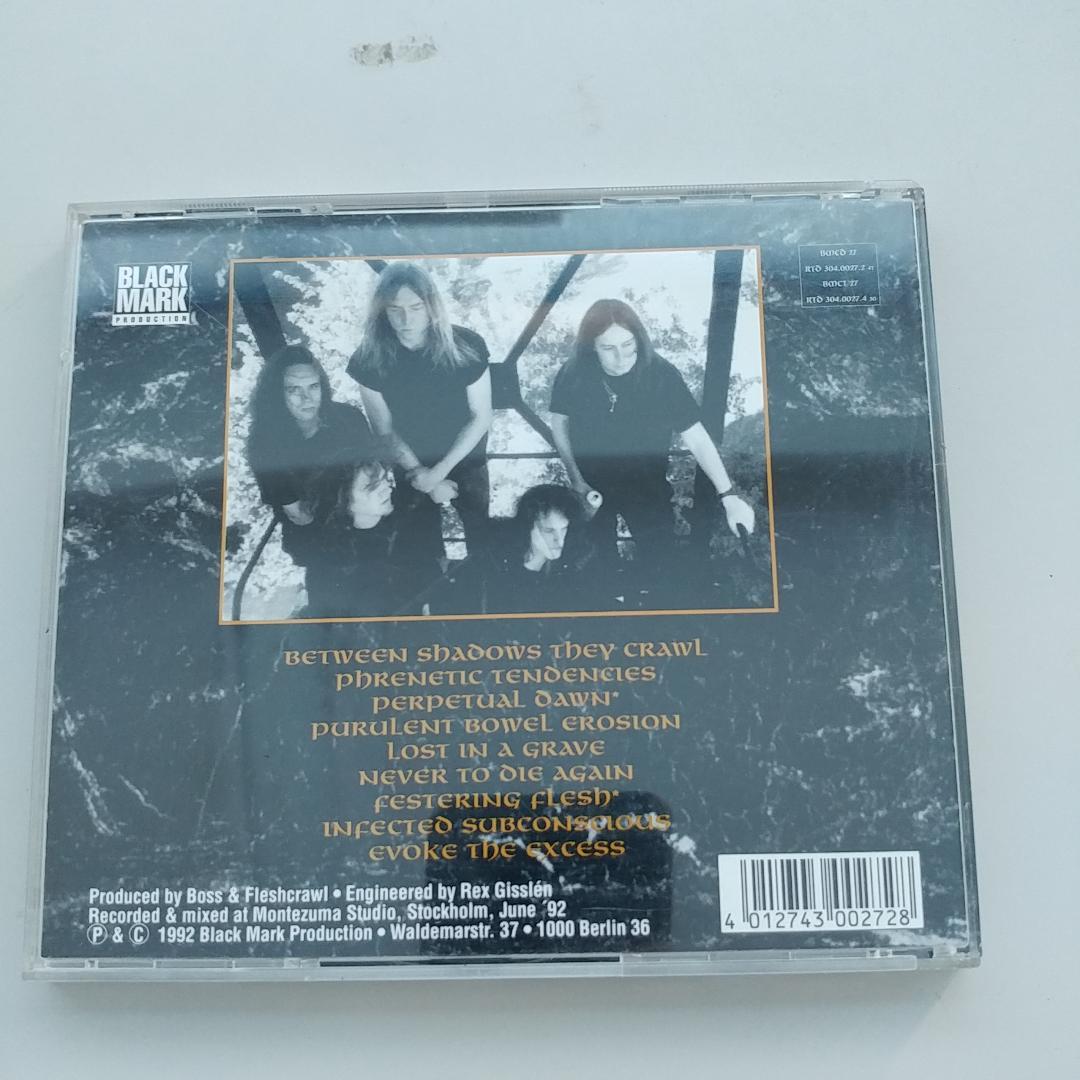 BLACK
MARK
PRODUCTION
BMCD 27
RTD 304.0027.2 41
BMCT 27
RTD 304.0027.4 30
BETWEEN SHADOWS THEY CRAWL
PHRENETIC TENDENCIES
PERPETUAL DAWN*
PURULENT BOWEL EROSION
LOST IN A GRAVE
NEVER TO DIE AGAIN
FESTERING FLESH*
INFECTED SUBCONSCIOUS
EVOKE THE EXCESS
Produced by Boss & Fleshcrawl • Engineered by Rex Gisslén
Recorded & mixed at Montezuma Studio, Stockholm, June ´92
Ⓟ & © 1992 Black Mark Production • Waldemarstr. 37 • 1000 Berlin 36
4 012743 002728